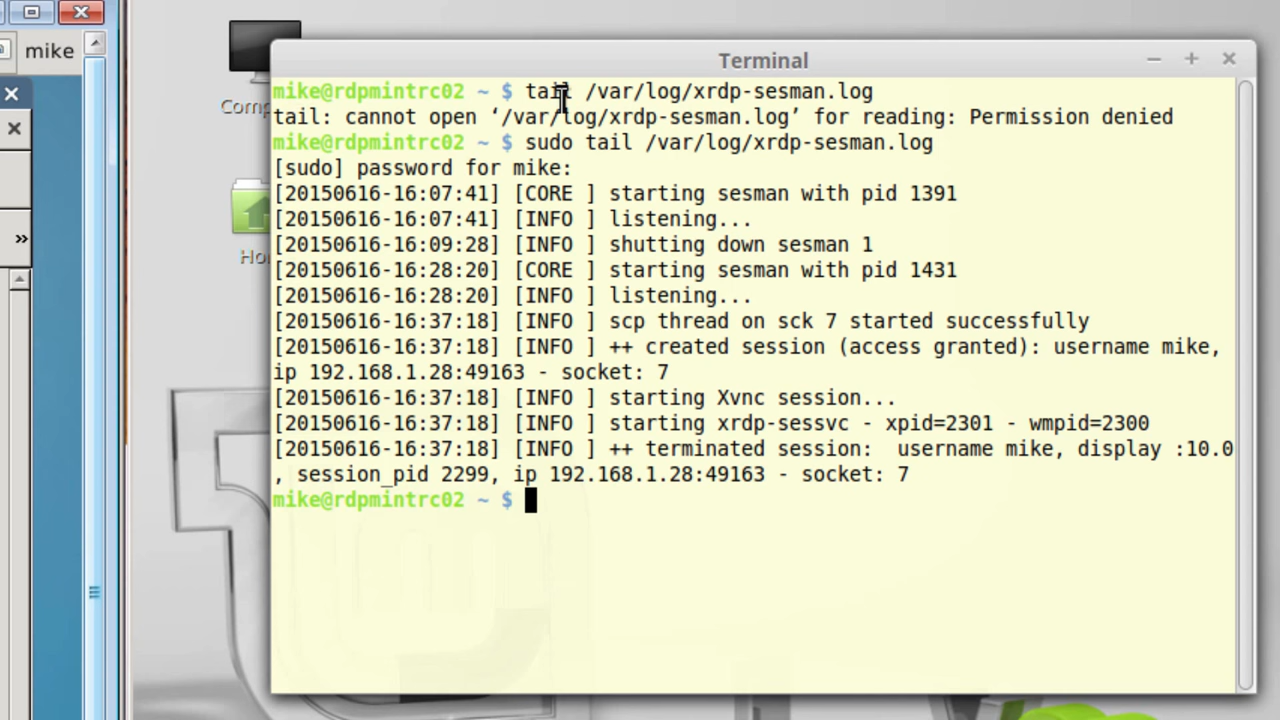 mike
Terminal
mike@rdpmintrc02 ~ $ tail /var/log/xrdp-sesman.log
tail: cannot open ‘/var/log/xrdp-sesman.log’ for reading: Permission denied
mike@rdpmintrc02 ~ $ sudo tail /var/log/xrdp-sesman.log
[sudo] password for mike:
[20150616-16:07:41] [CORE ] starting sesman with pid 1391
[20150616-16:07:41] [INFO ] listening...
[20150616-16:09:28] [INFO ] shutting down sesman 1
[20150616-16:28:20] [CORE ] starting sesman with pid 1431
[20150616-16:28:20] [INFO ] listening...
[20150616-16:37:18] [INFO ] scp thread on sck 7 started successfully
[20150616-16:37:18] [INFO ] ++ created session (access granted): username mike,
ip 192.168.1.28:49163 - socket: 7
[20150616-16:37:18] [INFO ] starting Xvnc session...
[20150616-16:37:18] [INFO ] starting xrdp-sessvc - xpid=2301 - wmpid=2300
[20150616-16:37:18] [INFO ] ++ terminated session:  username mike, display :10.0
, session_pid 2299, ip 192.168.1.28:49163 - socket: 7
mike@rdpmintrc02 ~ $